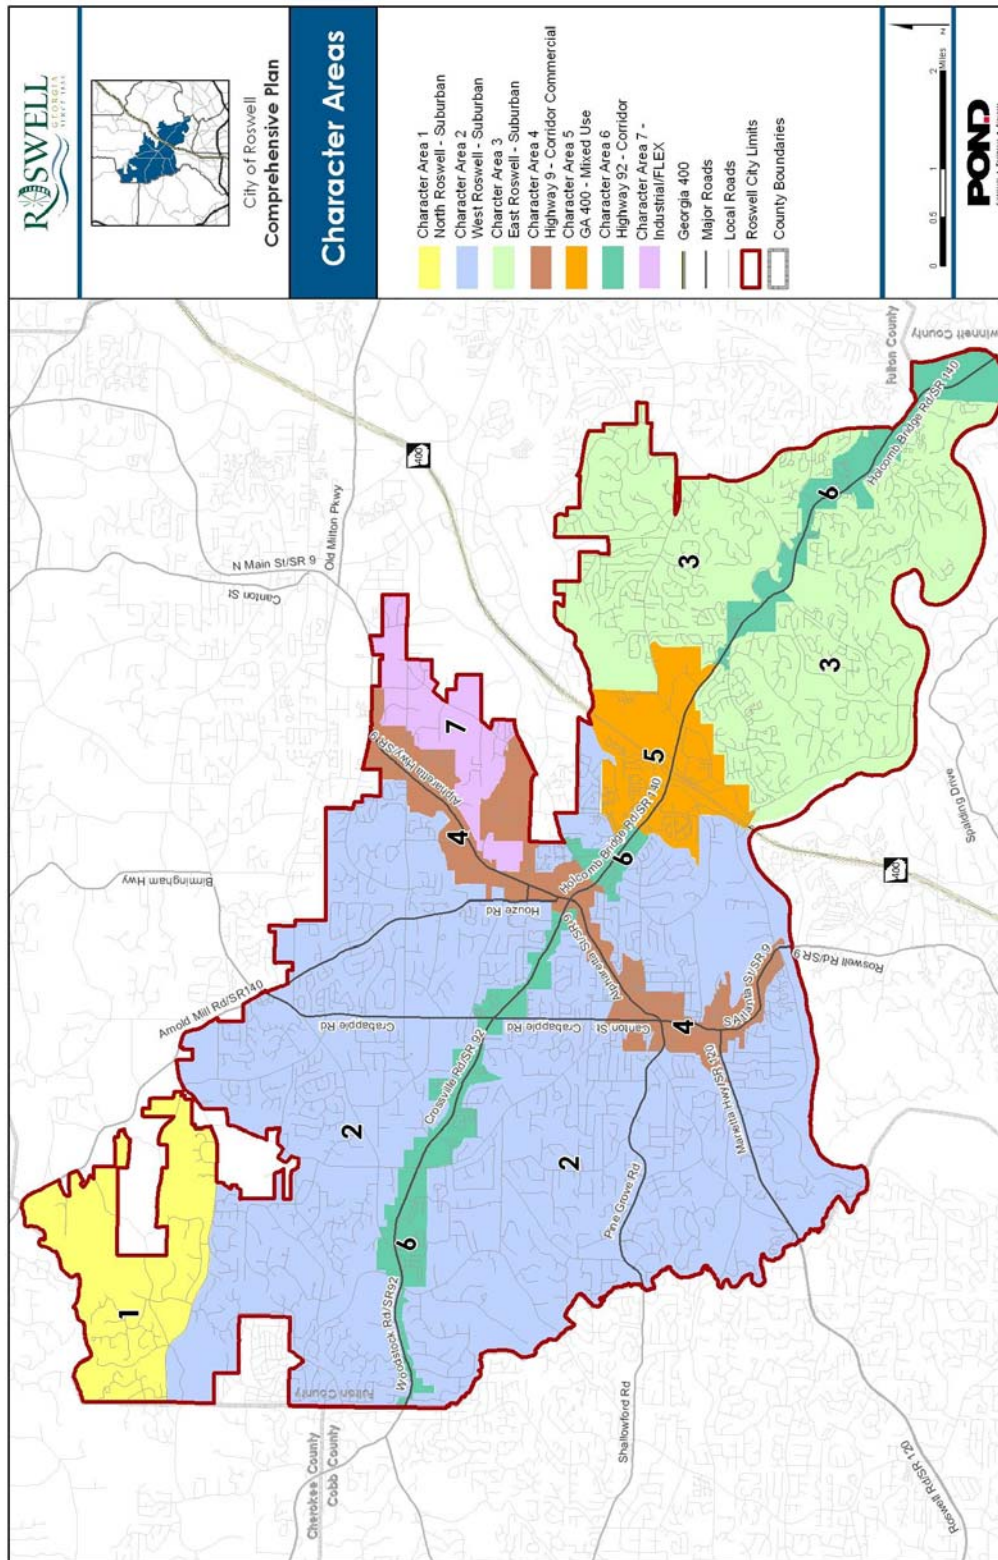 ROSWELL
GEORGIA
City of Roswell
Comprehensive Plan
Character Areas
Character Area 1
North Roswell - Suburban
Character Area 2
West Roswell - Suburban
Charcter Area 3
East Roswell - Suburban
Character Area 4
Highway 9 - Corridor Commercial
Character Area 5
GA 400 - Mixed Use
Character Area 6
Highway 92 - Corridor
Character Area 7 -
Industrial/FLEX
Georgia 400
Major Roads
Local Roads
Roswell City Limits
County Boundaries
0 0.5 1 2
Miles
N
POND
Cherokee County
Cobb County
Fulton County
Woodstock Rd/SR92
1
2
6
Arnold Mill Rd/SR140
Birmingham Hwy
Crabapple Rd
Crossville Rd/SR 92
Houze Rd
Alpharetta Hwy/SR 9
4
7
N Main St/SR 9
Canton St
Old Milton Pkwy
400
Shallowford Rd
Pine Grove Rd
2
Crabapple Rd
Canton St
Alpharetta St/SR9
Holcomb Bridge Rd/SR 140
6
5
3
Roswell Rd/SR 120
Marietta Hwy/SR120
4
S Atlanta St/SR 9
Roswell Rd/SR 9
400
Spalding Drive
3
6
Holcomb Bridge Rd/SR 140
Fulton County
winnett County